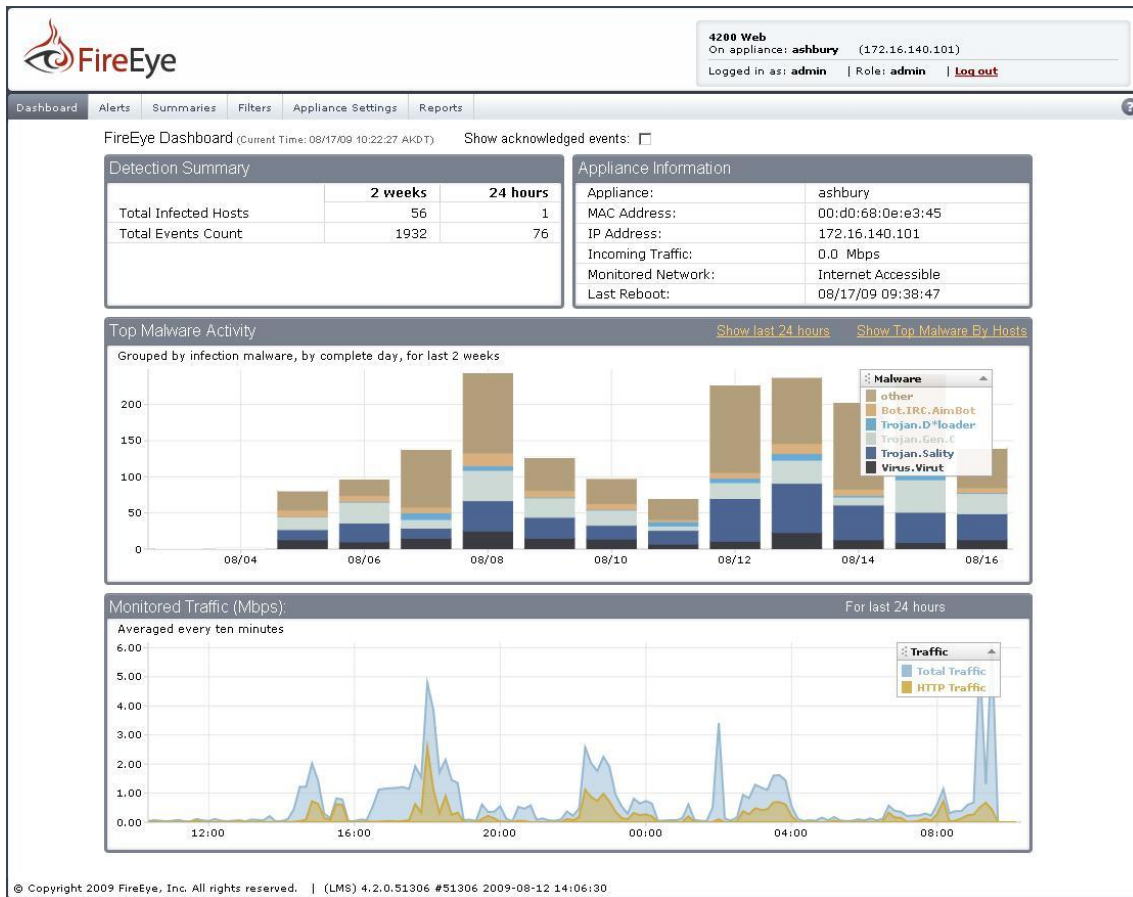 FireEye
4200 Web
On appliance: ashbury (172.16.140.101)
Logged in as: admin | Role: admin | Log out
Dashboard Alerts Summaries Filters Appliance Settings Reports ?
FireEye Dashboard (Current Time: 08/17/09 10:22:27 AKDT) Show acknowledged events:
Detection Summary
2 weeks 24 hours
Total Infected Hosts 56 1
Total Events Count 1932 76
Appliance Information
Appliance: ashbury
MAC Address: 00:d0:68:0e:e3:45
IP Address: 172.16.140.101
Incoming Traffic: 0.0 Mbps
Monitored Network: Internet Accessible
Last Reboot: 08/17/09 09:38:47
Top Malware Activity Show last 24 hours Show Top Malware By Hosts
Grouped by infection malware, by complete day, for last 2 weeks
200
150
100
50
0
Malware
other
Bot.IRC.AimBot
Trojan.D*loader
Trojan.Gen.C
Trojan.Sality
Virus.Virut
08/04 08/06 08/08 08/10 08/12 08/14 08/16
Monitored Traffic (Mbps): For last 24 hours
Averaged every ten minutes
6.00
5.00
4.00
3.00
2.00
1.00
0.00
Traffic
Total Traffic
HTTP Traffic
12:00 16:00 20:00 00:00 04:00 08:00
© Copyright 2009 FireEye, Inc. All rights reserved. | (LMS) 4.2.0.51306 #51306 2009-08-12 14:06:30